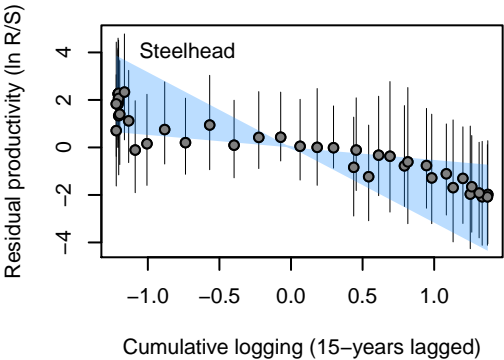 Steelhead
Residual productivity (ln R/S)
4
2
0
−2
−4
−1.0 −0.5 0.0 0.5 1.0
Cumulative logging (15−years lagged)